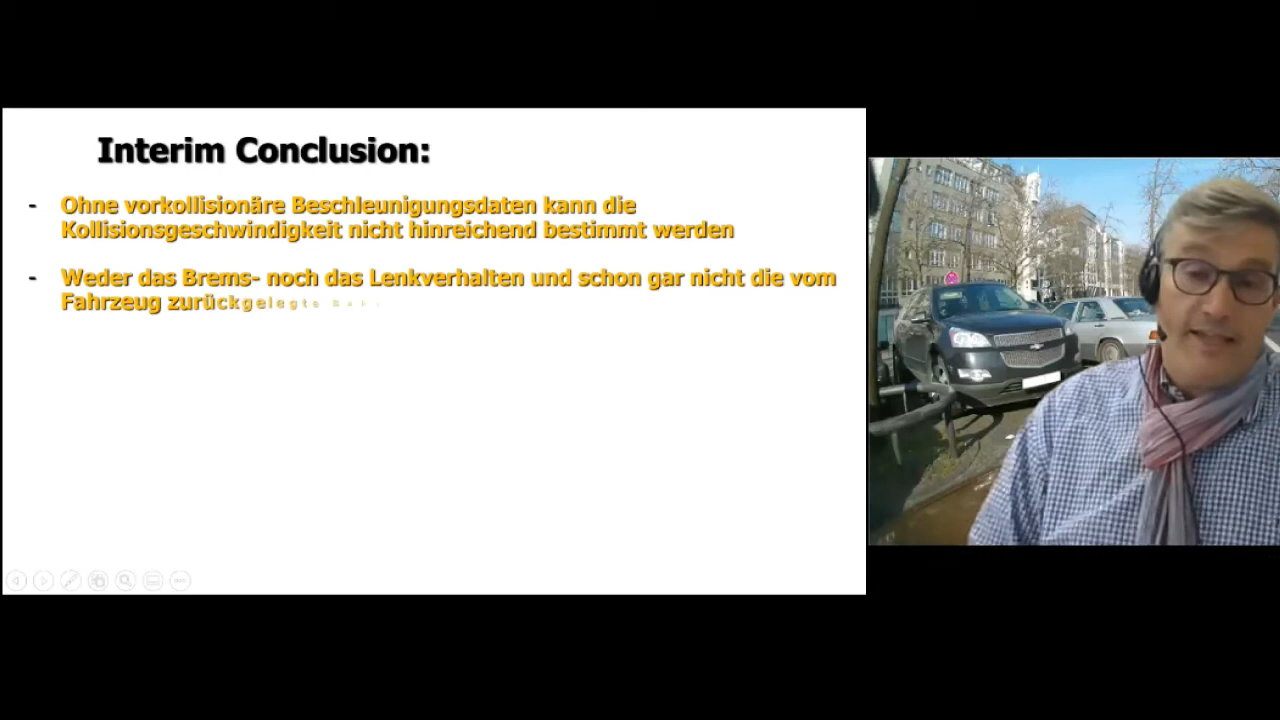 Interim Conclusion:
- Ohne vorkollisionäre Beschleunigungsdaten kann die
Kollisionsgeschwindigkeit nicht hinreichend bestimmt werden
- Weder das Brems- noch das Lenkverhalten und schon gar nicht die vom
Fahrzeug zurückgelegte